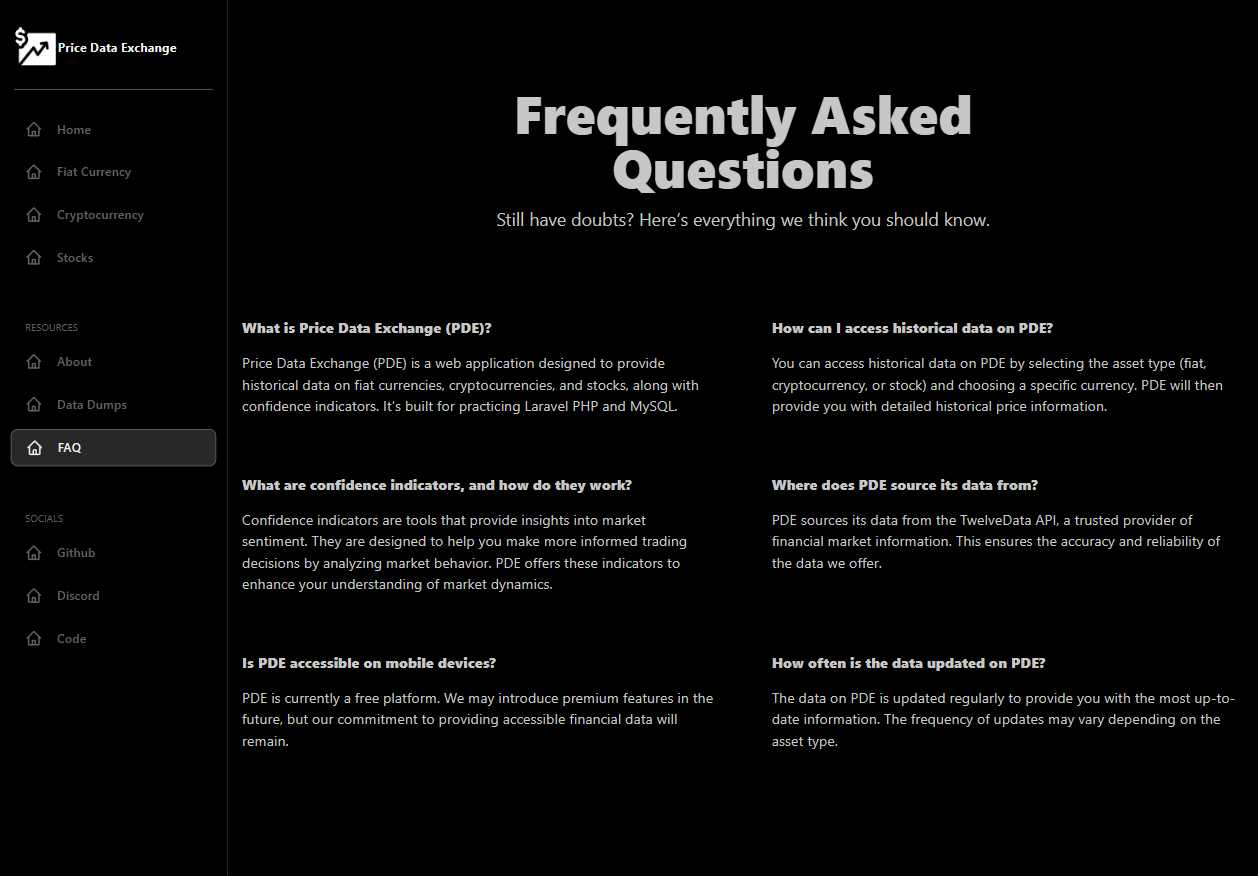 $
Price Data Exchange
Home
Fiat Currency
Cryptocurrency
Stocks
RESOURCES
About
Data Dumps
FAQ
SOCIALS
Github
Discord
Code
Frequently Asked
Questions
Still have doubts? Here’s everything we think you should know.
What is Price Data Exchange (PDE)?
Price Data Exchange (PDE) is a web application designed to provide
historical data on fiat currencies, cryptocurrencies, and stocks, along with
confidence indicators. It's built for practicing Laravel PHP and MySQL.
How can I access historical data on PDE?
You can access historical data on PDE by selecting the asset type (fiat,
cryptocurrency, or stock) and choosing a specific currency. PDE will then
provide you with detailed historical price information.
What are confidence indicators, and how do they work?
Confidence indicators are tools that provide insights into market
sentiment. They are designed to help you make more informed trading
decisions by analyzing market behavior. PDE offers these indicators to
enhance your understanding of market dynamics.
Where does PDE source its data from?
PDE sources its data from the TwelveData API, a trusted provider of
financial market information. This ensures the accuracy and reliability of
the data we offer.
Is PDE accessible on mobile devices?
PDE is currently a free platform. We may introduce premium features in the
future, but our commitment to providing accessible financial data will
remain.
How often is the data updated on PDE?
The data on PDE is updated regularly to provide you with the most up-to-
date information. The frequency of updates may vary depending on the
asset type.